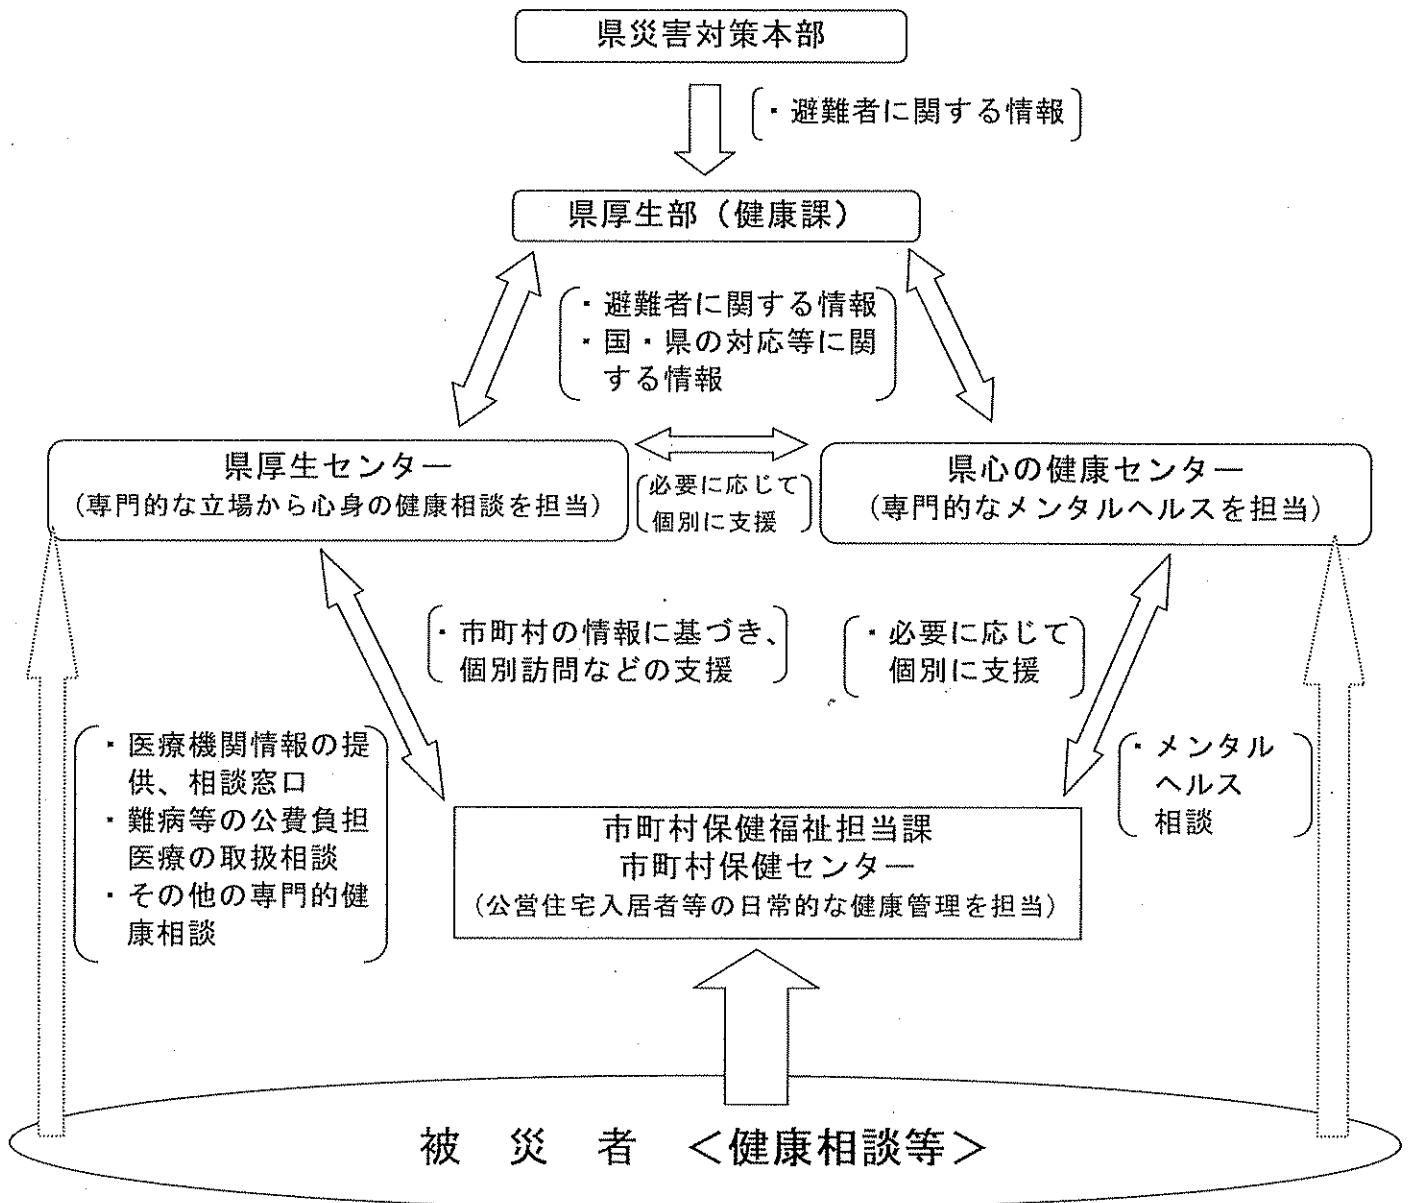 県災害対策本部
・避難者に関する情報
県厚生部（健康課）
・避難者に関する情報
・国・県の対応等に関
する情報
県厚生センター
（専門的な立場から心身の健康相談を担当）
必要に応じて
個別に支援
県心の健康センター
（専門的なメンタルヘルスを担当）
・市町村の情報に基づき、
個別訪問などの支援
・必要に応じて
個別に支援
・医療機関情報の提
供、相談窓口
・難病等の公費負担
医療の取扱相談
・その他の専門的健
康相談
・メンタル
ヘルス
相談
市町村保健福祉担当課
市町村保健センター
（公営住宅入居者等の日常的な健康管理を担当）
被　災　者　＜健康相談等＞